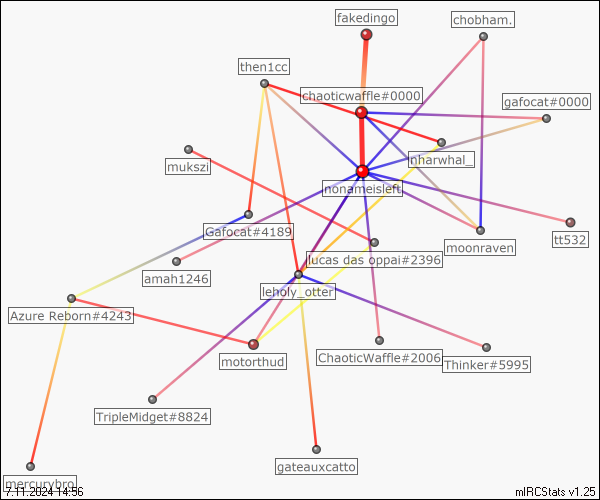 fakedingo
chobham.
then1cc
chaoticwaffle#0000
gafocat#0000
nharwhal_
mukszi
nonameisleft
Gafocat#4189
tt532
moonraven
lucas das oppai#2396
amah1246
leholy_otter
Azure Reborn#4243
motorthud
ChaoticWaffle#2006
Thinker#5995
TripleMidget#8824
gateauxcatto
mercurybro
7.11.2024 14:56
mIRCStats v1.25